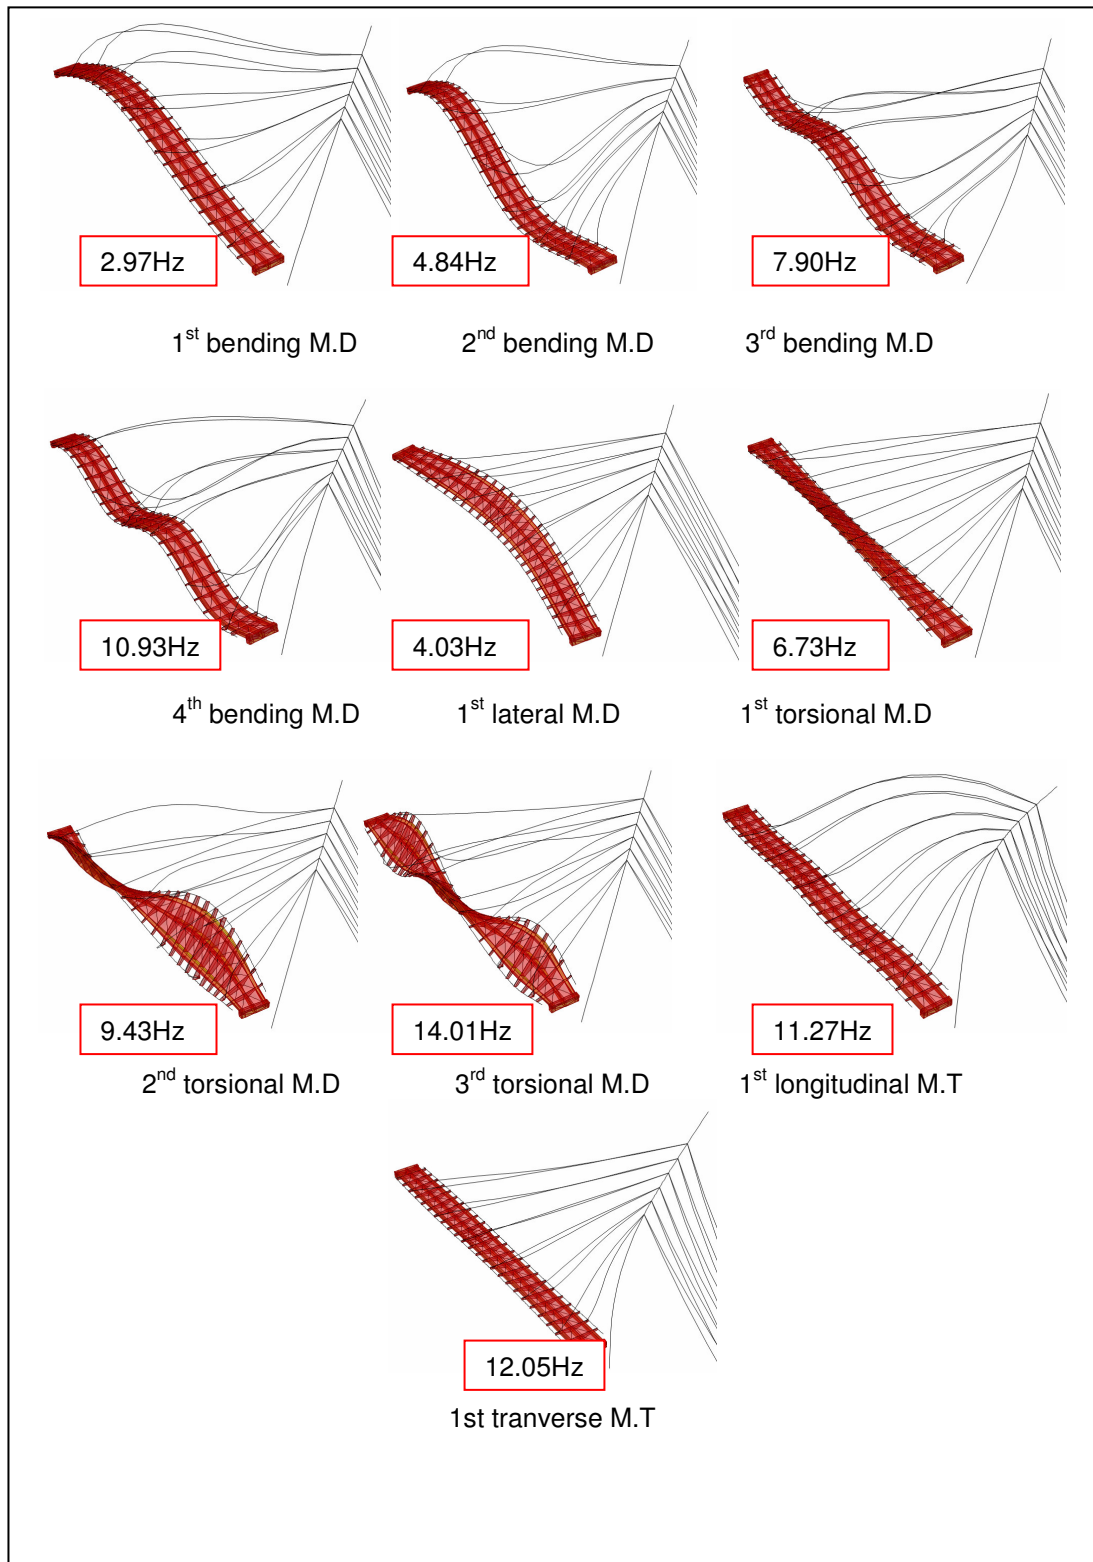 2.97Hz 4.84Hz 7.90Hz
1st bending M.D 2nd bending M.D 3rd bending M.D
10.93Hz 4.03Hz 6.73Hz
4th bending M.D 1st lateral M.D 1st torsional M.D
9.43Hz 14.01Hz 11.27Hz
2nd torsional M.D 3rd torsional M.D 1st longitudinal M.T
12.05Hz
1st tranverse M.T